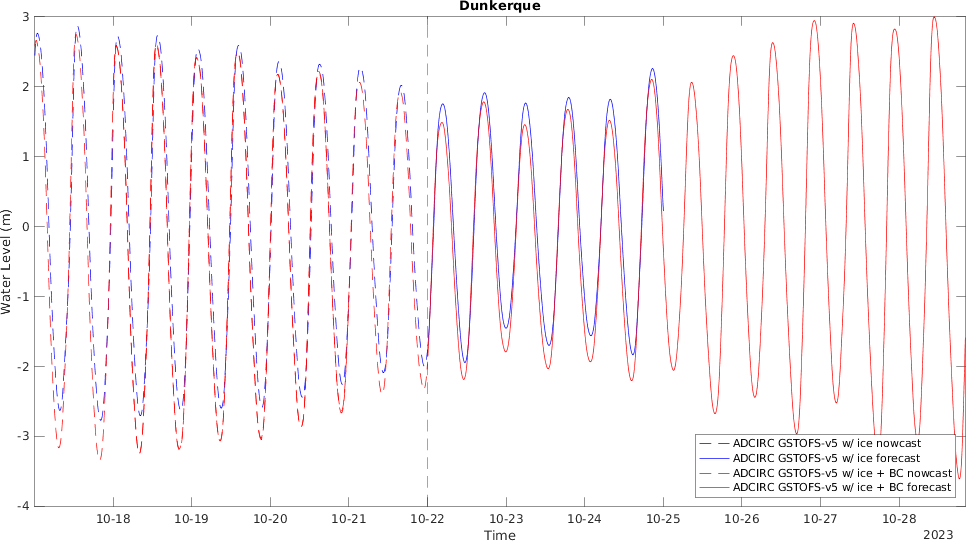 Dunkerque
Water Level (m)
3
2
1
0
-1
-2
-3
-4
10-18 10-19 10-20 10-21 10-22 10-23 10-24 10-25 10-26 10-27 10-28
Time
2023
ADCIRC GSTOFS-v5 w/ ice nowcast
ADCIRC GSTOFS-v5 w/ ice forecast
ADCIRC GSTOFS-v5 w/ ice + BC nowcast
ADCIRC GSTOFS-v5 w/ ice + BC forecast